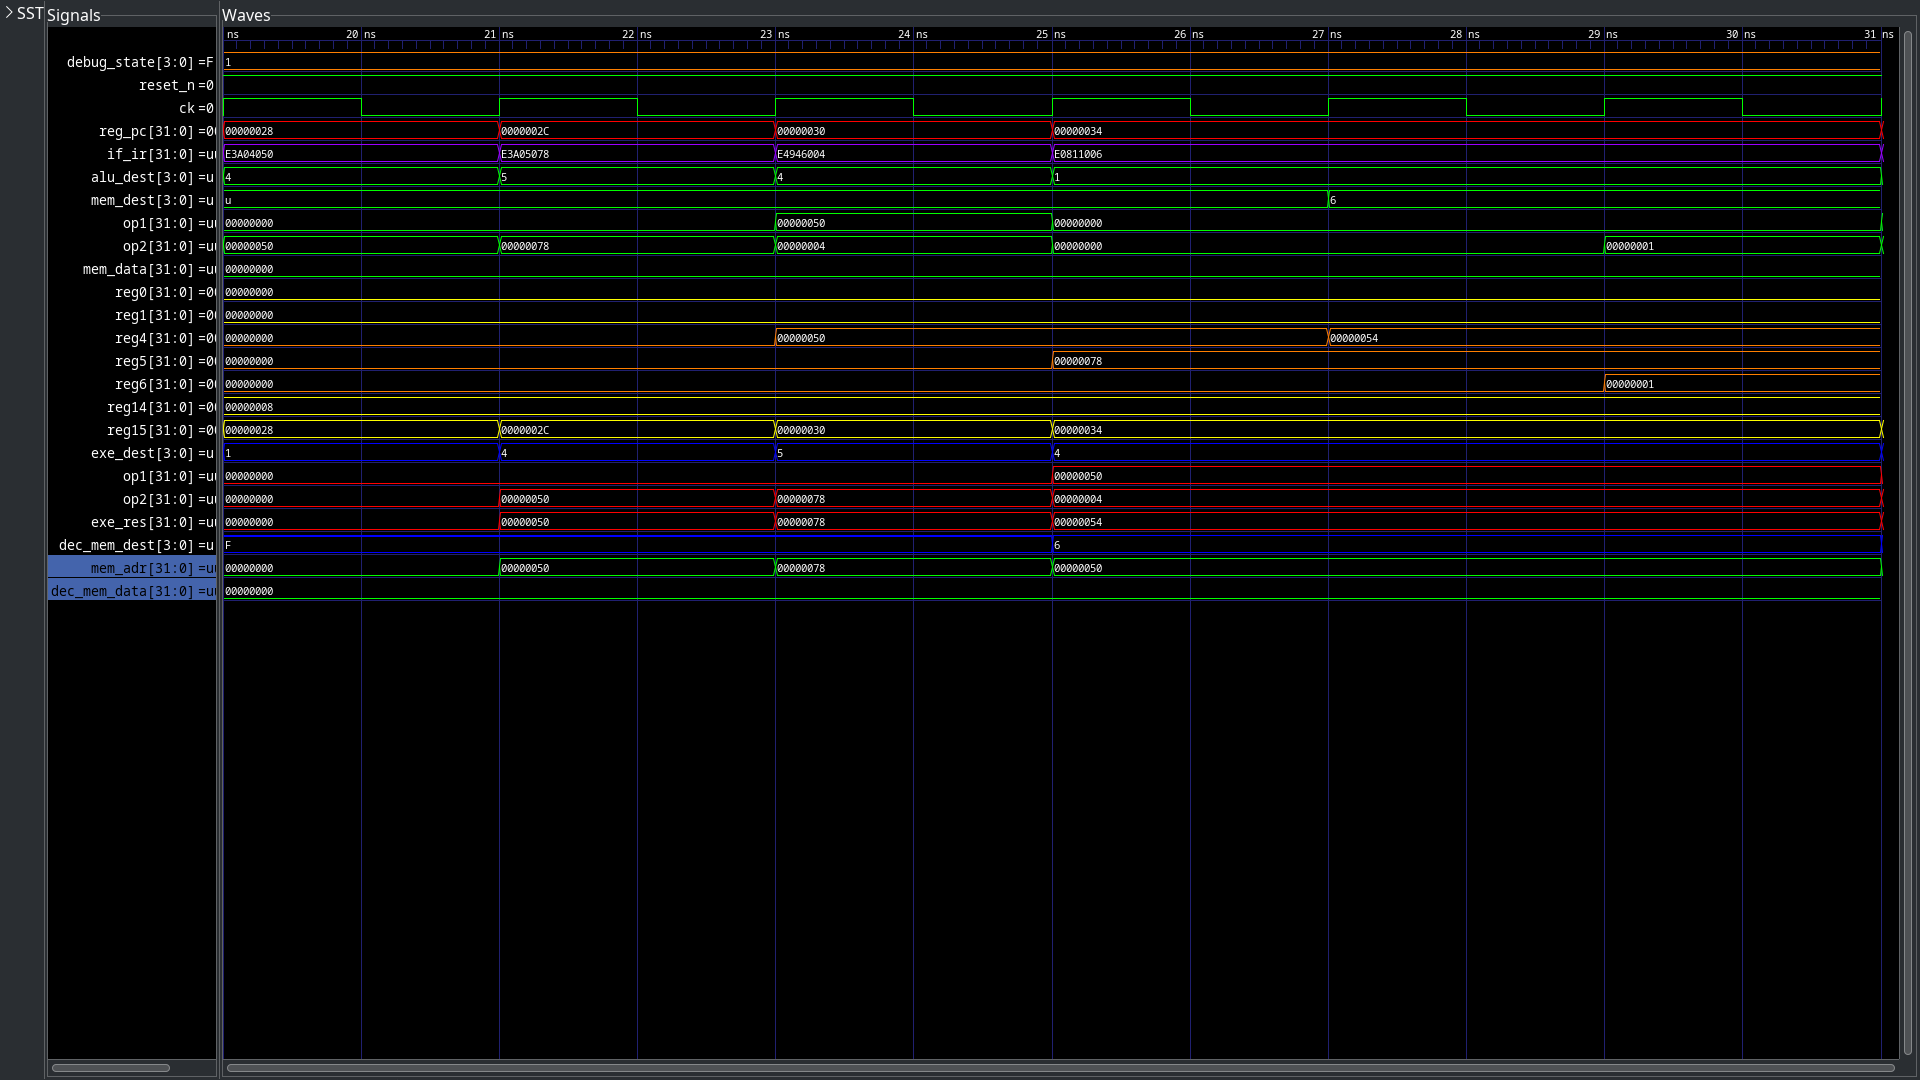 SST
Signals
Waves
ns 20 ns 21 ns 22 ns 23 ns 24 ns 25 ns 26 ns 27 ns 28 ns 29 ns 30 ns 31 ns
debug_state[3:0] =F 1
reset_n =0
ck =0
reg_pc[31:0] =0 00000028 0000002C 00000030 00000034
if_ir[31:0] =u E3A04050 E3A05078 E4946004 E0811006
alu_dest[3:0] =u 4 5 4 1
mem_dest[3:0] =u u 6
op1[31:0] =u 00000000 00000050 00000000
op2[31:0] =u 00000050 00000078 00000004 00000000 00000001
mem_data[31:0] =u 00000000
reg0[31:0] =0 00000000
reg1[31:0] =0 00000000
reg4[31:0] =0 00000000 00000050 00000054
reg5[31:0] =0 00000000 00000078
reg6[31:0] =0 00000000 00000001
reg14[31:0] =0 00000008
reg15[31:0] =0 00000028 0000002C 00000030 00000034
exe_dest[3:0] =u 1 4 5 4
op1[31:0] =u 00000000 00000050
op2[31:0] =u 00000000 00000050 00000078 00000004
exe_res[31:0] =u 00000000 00000050 00000078 00000054
dec_mem_dest[3:0] =u F 6
mem_adr[31:0] =u 00000000 00000050 00000078 00000050
dec_mem_data[31:0] =u 00000000